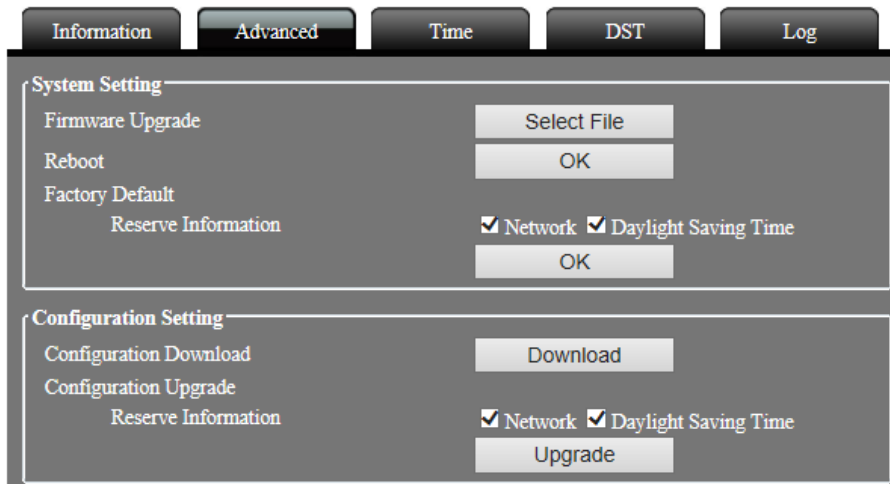 Information Advanced Time DST Log
System Setting
Firmware Upgrade Select File
Reboot OK
Factory Default
Reserve Information Network Daylight Saving Time
OK
Configuration Setting
Configuration Download Download
Configuration Upgrade
Reserve Information Network Daylight Saving Time
Upgrade